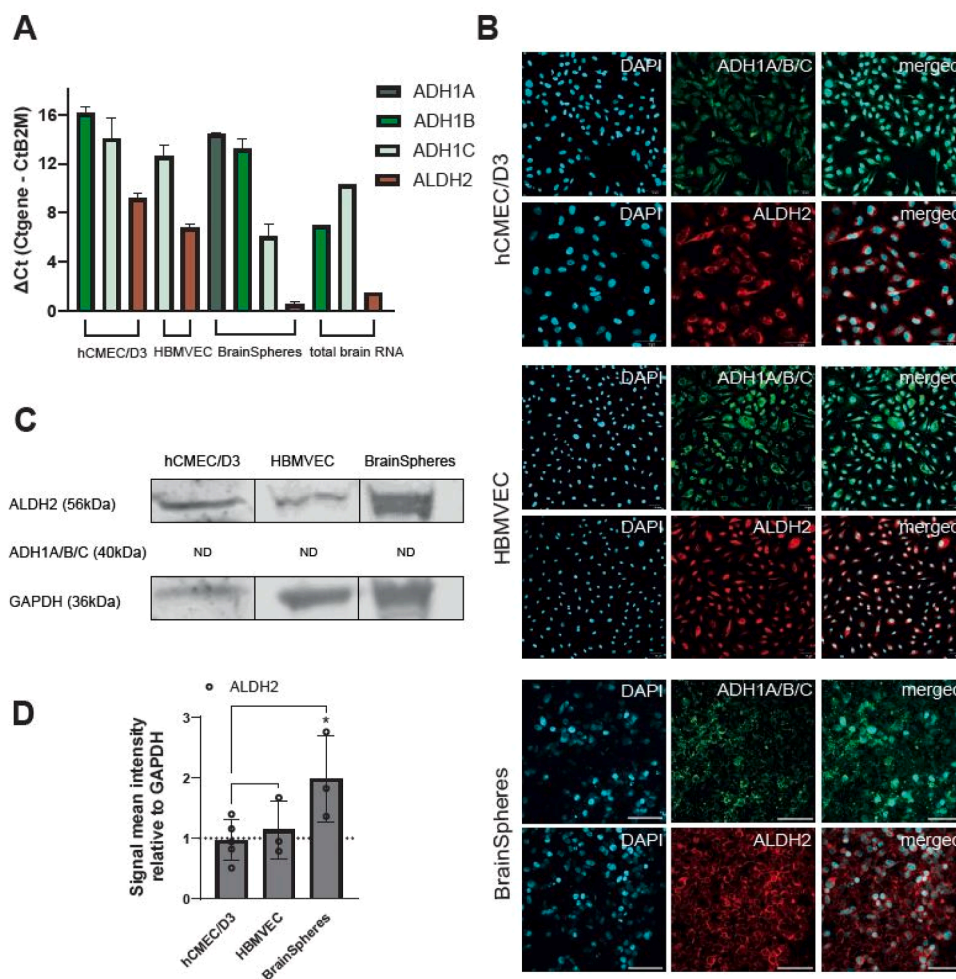 A
ΔCt (Ctgene - CtB2M)
16
12
8
4
0
ADH1A
ADH1B
ADH1C
ALDH2
hCMEC/D3 HBMVEC BrainSpheres total brain RNA
B
hCMEC/D3
DAPI ADH1A/B/C merged
DAPI ALDH2 merged
HBMVEC
DAPI ADH1A/B/C merged
DAPI ALDH2 merged
BrainSpheres
DAPI ADH1A/B/C merged
DAPI ALDH2 merged
C
hCMEC/D3 HBMVEC BrainSpheres
ALDH2 (56kDa)
ADH1A/B/C (40kDa) ND ND ND
GAPDH (36kDa)
D
ALDH2
Signal mean intensity
relative to GAPDH
3
2
1
0
*
hCMEC/D3
HBMVEC
BrainSpheres